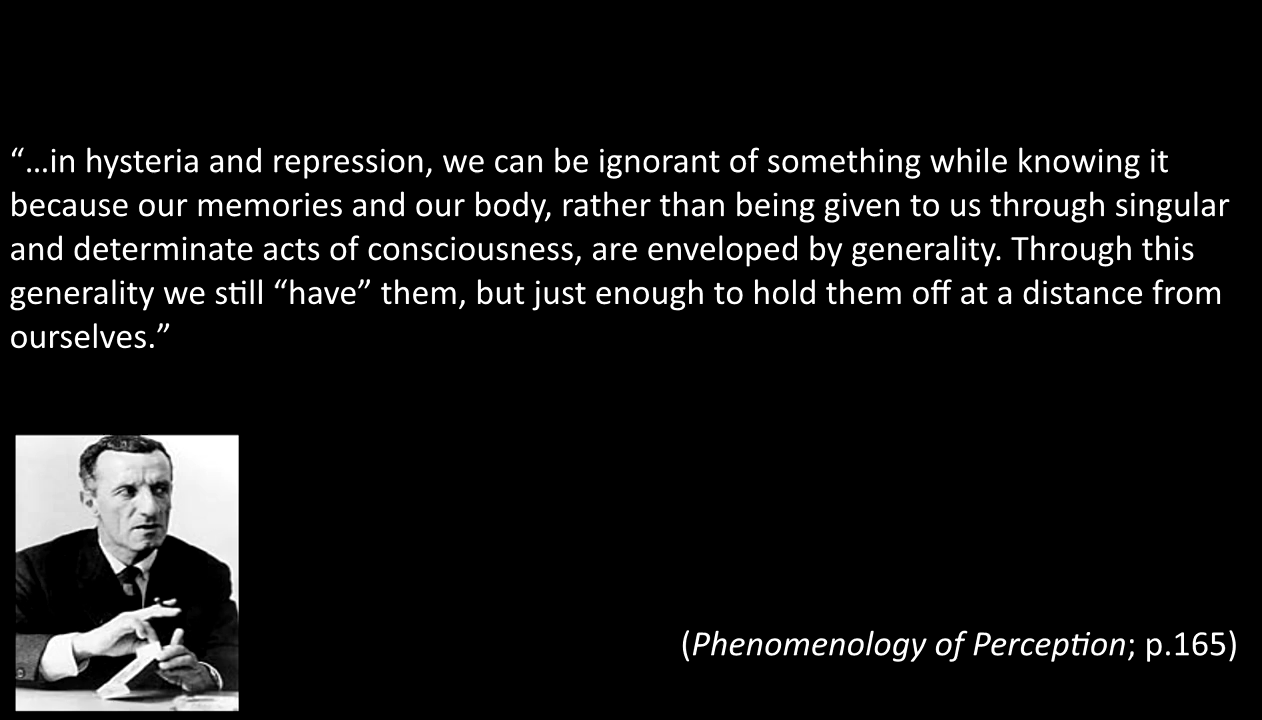 “…in hysteria and repression, we can be ignorant of something while knowing it
because our memories and our body, rather than being given to us through singular
and determinate acts of consciousness, are enveloped by generality. Through this
generality we still “have” them, but just enough to hold them off at a distance from
ourselves.”
(Phenomenology of Perception; p.165)